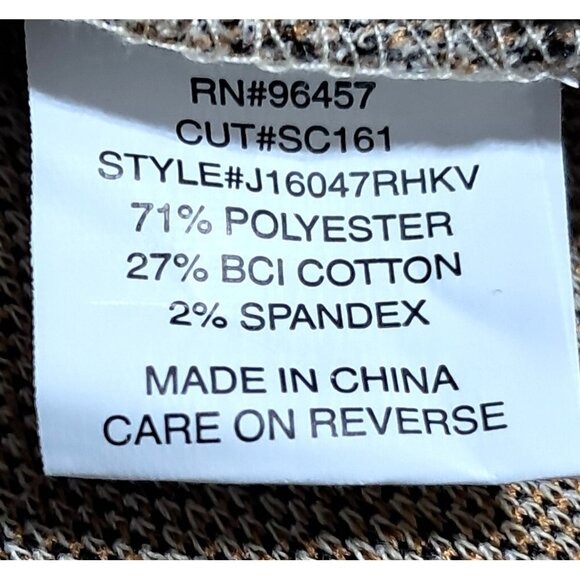 RN#96457
CUT#SC161
STYLE#J16047RHKV
71% POLYESTER
27% BCI COTTON
2% SPANDEX
MADE IN CHINA
CARE ON REVERSE